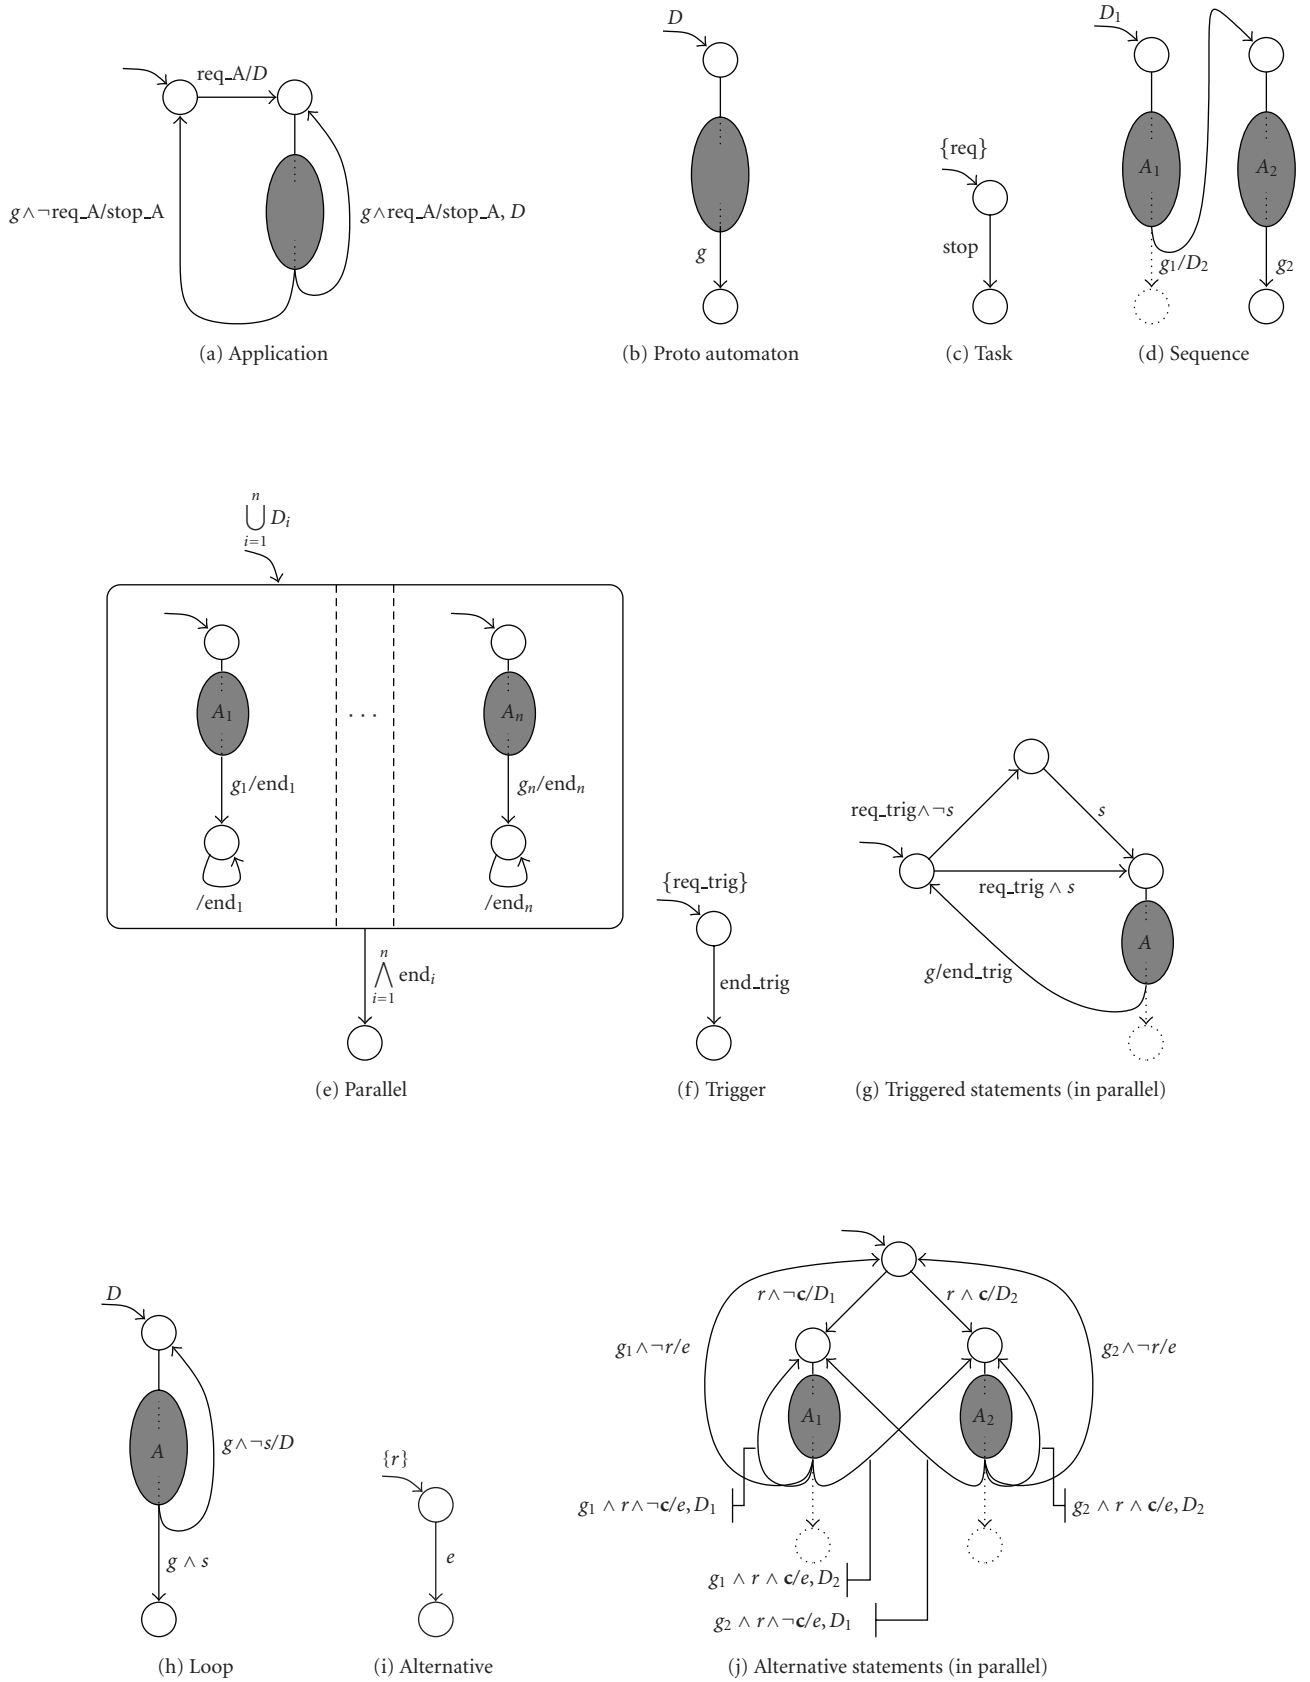 req_A/D
g∧¬req_A/stop_A
g∧req_A/stop_A, D
(a) Application
D
g
(b) Proto automaton
{req}
stop
(c) Task
D₁
A₁
A₂
g₁/D₂
g₂
(d) Sequence
n
⋃ Dᵢ
i=1
A₁
· · ·
Aₙ
g₁/end₁
gₙ/endₙ
/end₁
/endₙ
n
⋀ endᵢ
i=1
(e) Parallel
{req_trig}
end_trig
(f) Trigger
req_trig∧¬s
s
req_trig ∧ s
A
g/end_trig
(g) Triggered statements (in parallel)
D
A
g∧¬s/D
g ∧ s
(h) Loop
{r}
e
(i) Alternative
r∧¬c/D₁
r ∧ c/D₂
g₁∧¬r/e
g₂∧¬r/e
A₁
A₂
g₁ ∧ r∧¬c/e, D₁
g₂ ∧ r ∧ c/e, D₂
g₁ ∧ r ∧ c/e, D₂
g₂ ∧ r∧¬c/e, D₁
(j) Alternative statements (in parallel)